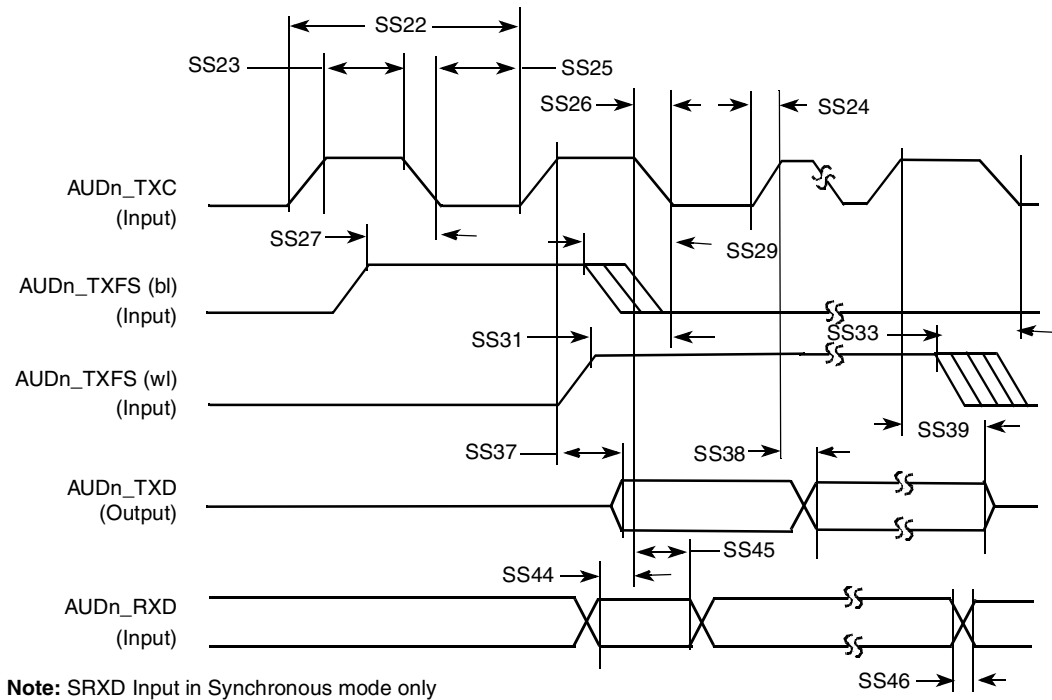 SS22
SS23
SS25
SS26
SS24
AUDn_TXC
(Input)
SS27
SS29
AUDn_TXFS (bl)
(Input)
SS31
SS33
AUDn_TXFS (wl)
(Input)
SS39
SS37
SS38
AUDn_TXD
(Output)
SS45
SS44
AUDn_RXD
(Input)
SS46
Note: SRXD Input in Synchronous mode only